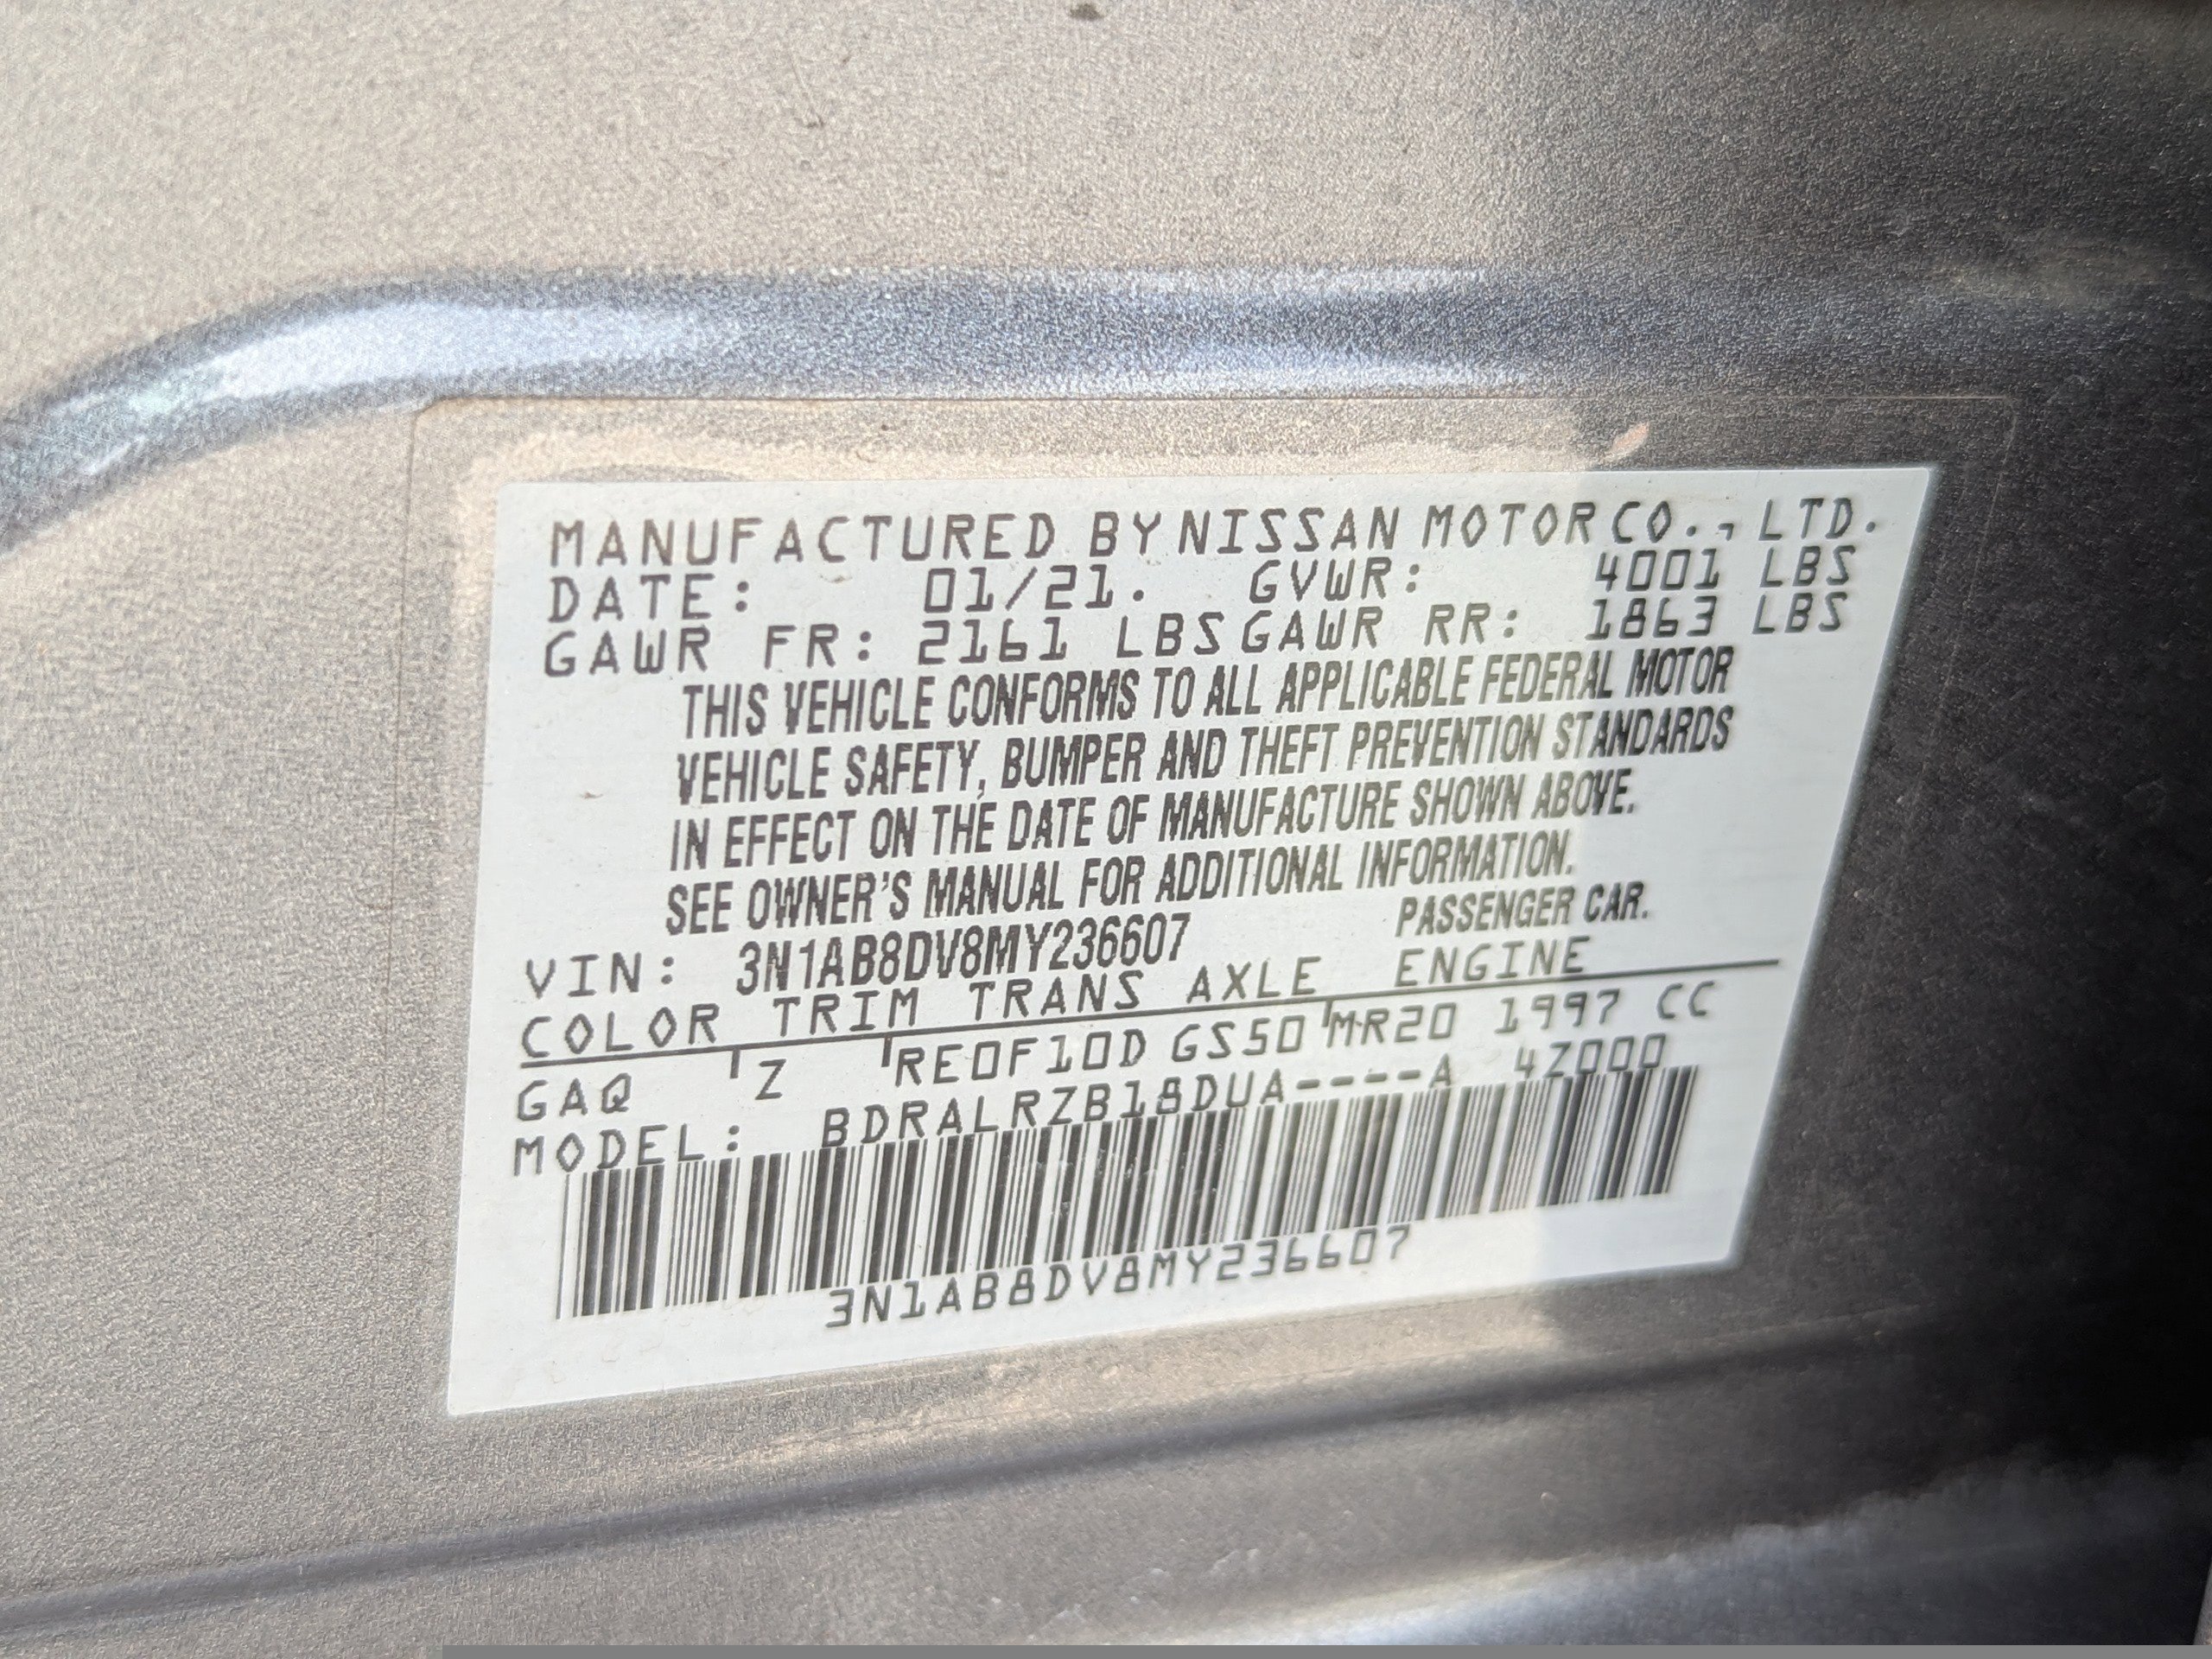 MANUFACTURED BY NISSAN MOTOR CO., LTD.
DATE: 01/21. GVWR: 4001 LBS
GAWR FR: 2161 LBS GAWR RR: 1863 LBS
THIS VEHICLE CONFORMS TO ALL APPLICABLE FEDERAL MOTOR
VEHICLE SAFETY, BUMPER AND THEFT PREVENTION STANDARDS
IN EFFECT ON THE DATE OF MANUFACTURE SHOWN ABOVE.
SEE OWNER'S MANUAL FOR ADDITIONAL INFORMATION.
VIN: 3N1AB8DV8MY236607 PASSENGER CAR.
COLOR TRIM TRANS AXLE ENGINE
GAQ Z RE0F10D GS50 MR20 1997 CC
MODEL: BDRALRZB18DUA----A 4Z000
3N1AB8DV8MY236607